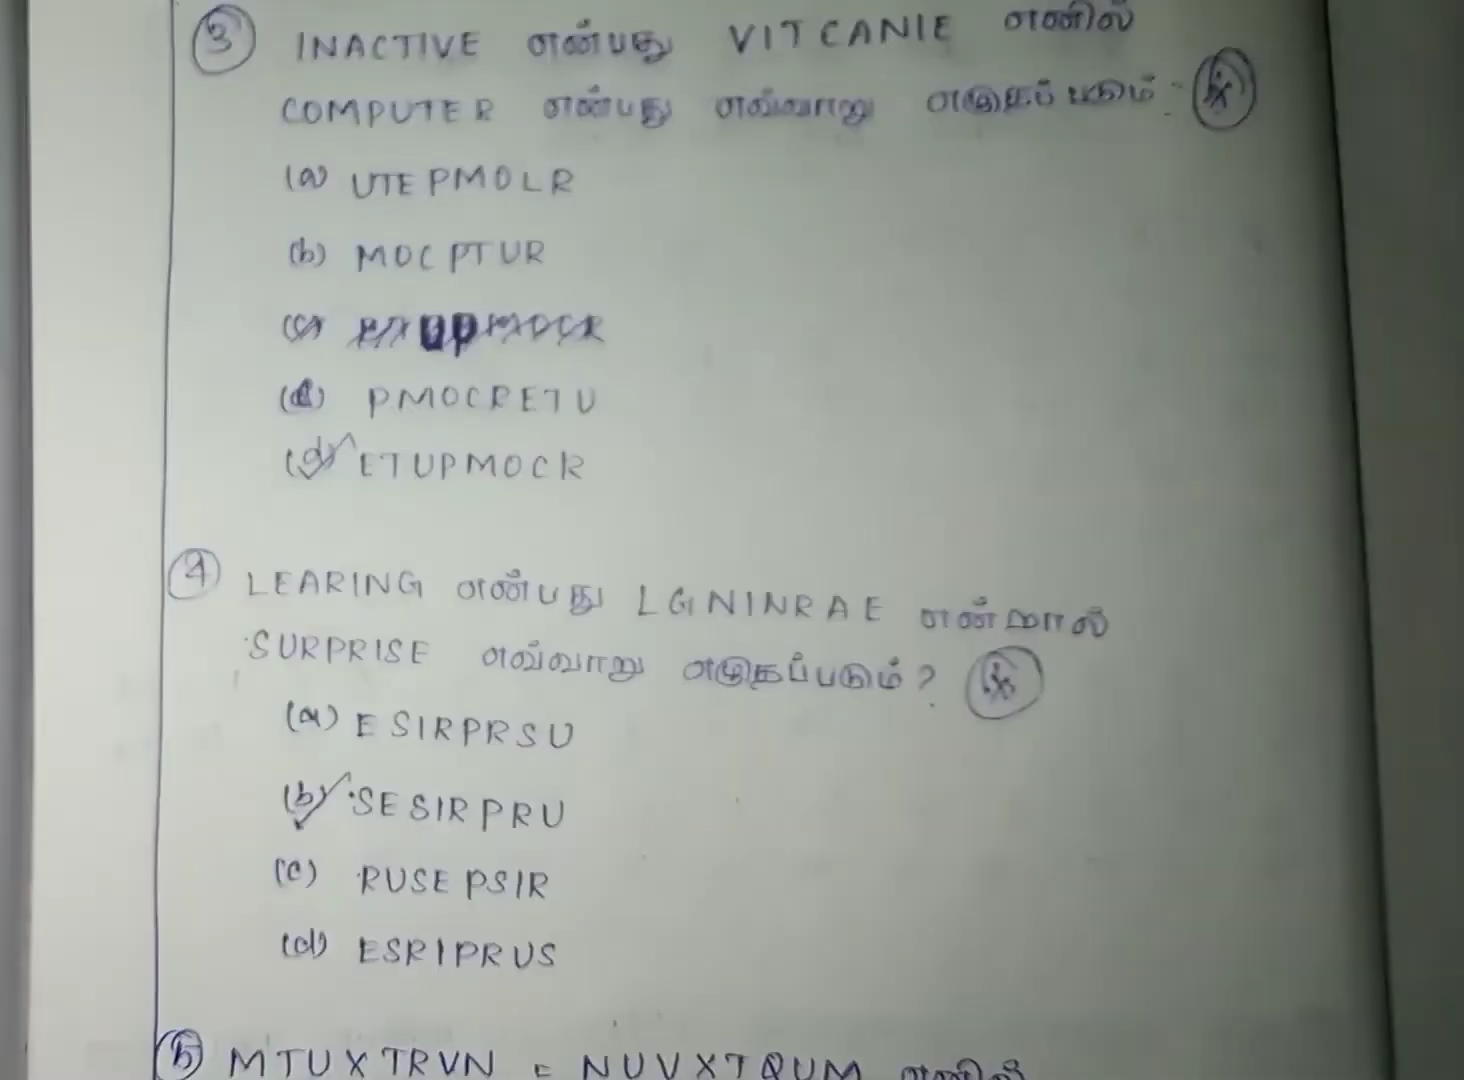 3 INACTIVE என்பது VITCANIE எனில்
COMPUTER என்பது எவ்வாறு எழுதப்படும்.
(a) UTEPMOLR
(b) MOCPTUR
(c)
(c) PMOCRETU
(d) ETUPMOCR
4 LEARING என்பது LGNINRAE என்றால்
SURPRISE எவ்வாறு எழுதப்படும்?
(a) ESIRPRSU
(b) SESIRPRU
(c) RUSEPSIR
(d) ESRIPRUS
5 MTUXTRVN = NUVXTQUM எனில்